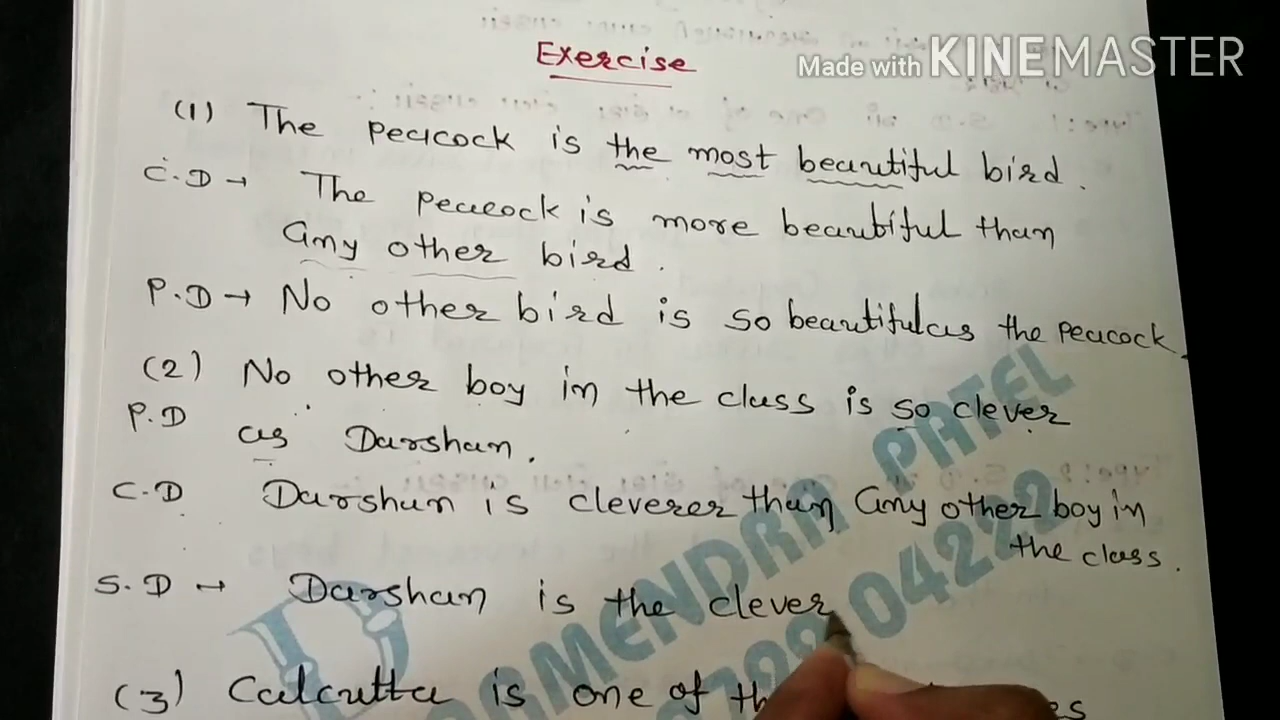 Exercise
Made with KINEMASTER
(1) The peacock is the most beautiful bird.
C.D → The peacock is more beautiful than
any other bird.
P.D → No other bird is so beautiful as the peacock.
(2) No other boy in the class is so clever
P.D as Darshan.
C.D Darshan is cleverer than any other boy in
the class.
S.D → Darshan is the clever
(3) Calcutta is one of
PATEL
04222